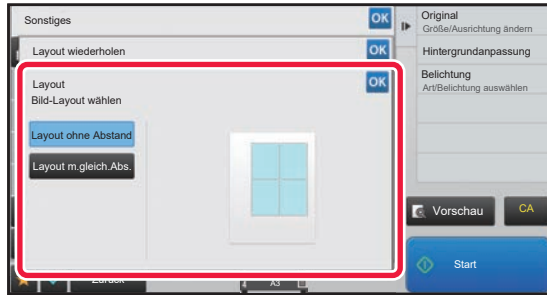 Sonstiges
OK
Layout wiederholen
OK
Layout
OK
Bild-Layout wählen
Layout ohne Abstand
Layout m.gleich.Abs.
Original
Größe/Ausrichtung ändern
Hintergrundanpassung
Belichtung
Art/Belichtung auswählen
Vorschau
CA
Start
Zurück
A3